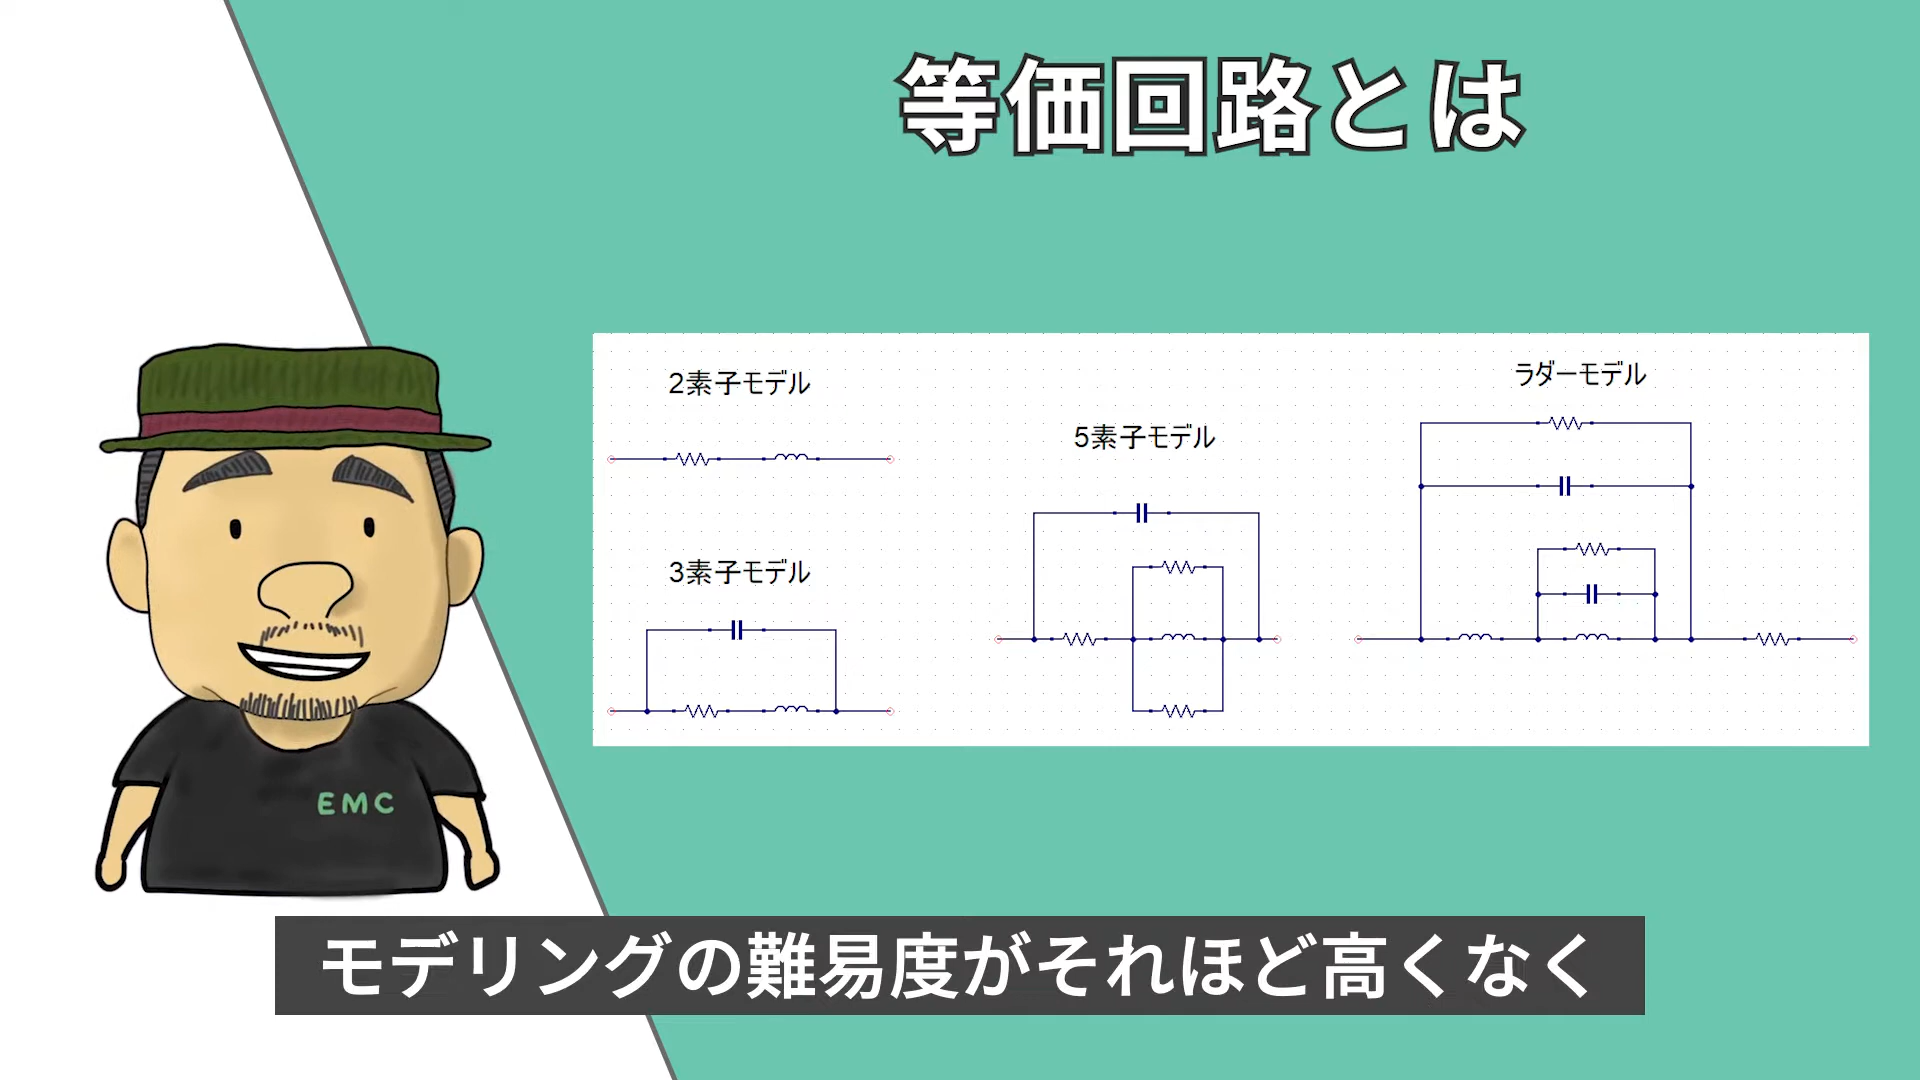 等価回路とは
2素子モデル
3素子モデル
5素子モデル
ラダーモデル
EMC
モデリングの難易度がそれほど高くなく